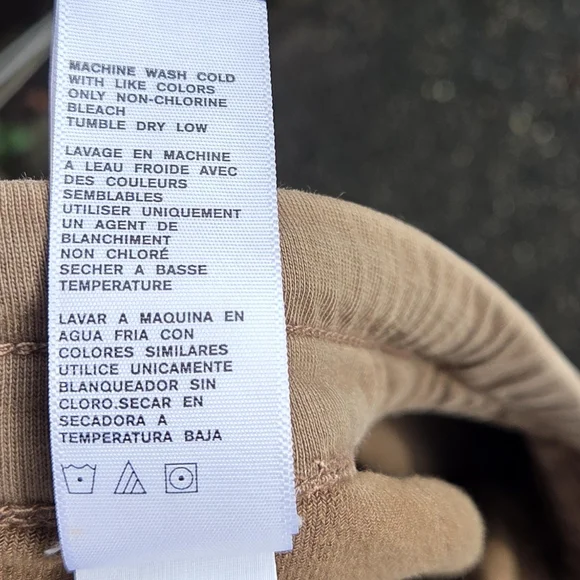 MACHINE WASH COLD
WITH LIKE COLORS
ONLY NON-CHLORINE
BLEACH
TUMBLE DRY LOW
LAVAGE EN MACHINE
A LEAU FROIDE AVEC
DES COULEURS
SEMBLABLES
UTILISER UNIQUEMENT
UN AGENT DE
BLANCHIMENT
NON CHLORÉ
SECHER A BASSE
TEMPERATURE
LAVAR A MAQUINA EN
AGUA FRIA CON
COLORES SIMILARES
UTILICE UNICAMENTE
BLANQUEADOR SIN
CLORO.SECAR EN
SECADORA A
TEMPERATURA BAJA